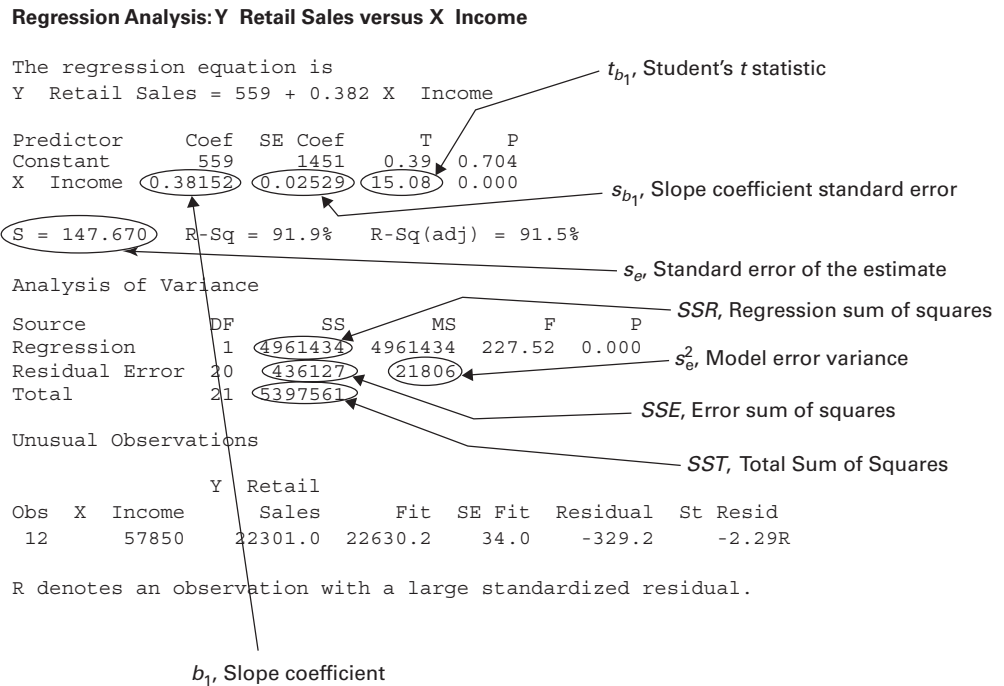 Regression Analysis: Y Retail Sales versus X Income
The regression equation is
Y Retail Sales = 559 + 0.382 X Income
t_b1, Student's t statistic
Predictor Coef SE Coef T P
Constant 559 1451 0.39 0.704
X Income 0.38152 0.02529 15.08 0.000
s_b1, Slope coefficient standard error
S = 147.670 R-Sq = 91.9% R-Sq(adj) = 91.5%
s_e, Standard error of the estimate
Analysis of Variance
SSR, Regression sum of squares
Source DF SS MS F P
Regression 1 4961434 4961434 227.52 0.000
s_e^2, Model error variance
Residual Error 20 436127 21806
Total 21 5397561
SSE, Error sum of squares
Unusual Observations
SST, Total Sum of Squares
Y Retail
Obs X Income Sales Fit SE Fit Residual St Resid
12 57850 22301.0 22630.2 34.0 -329.2 -2.29R
R denotes an observation with a large standardized residual.
b1, Slope coefficient